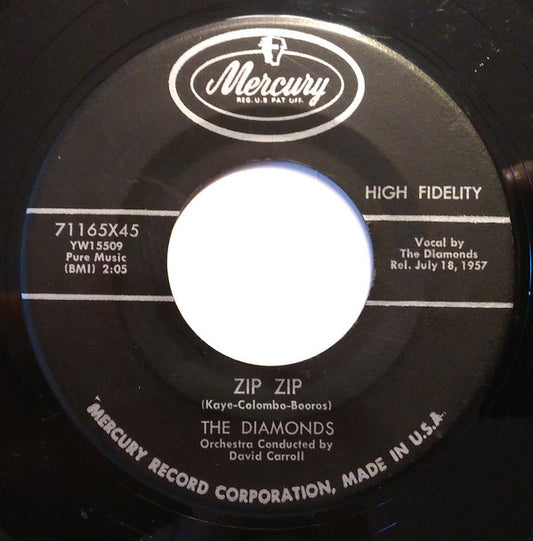 Mercury
REG. U.S PAT OFF.
HIGH FIDELITY
71165X45
YW15509
Pure Music
(BMI) 2:05
Vocal by
The Diamonds
Rel. July 18, 1957
ZIP ZIP
(Kaye-Colombo-Booros)
THE DIAMONDS
Orchestra Conducted by
David Carroll
MERCURY RECORD CORPORATION, MADE IN U.S.A.